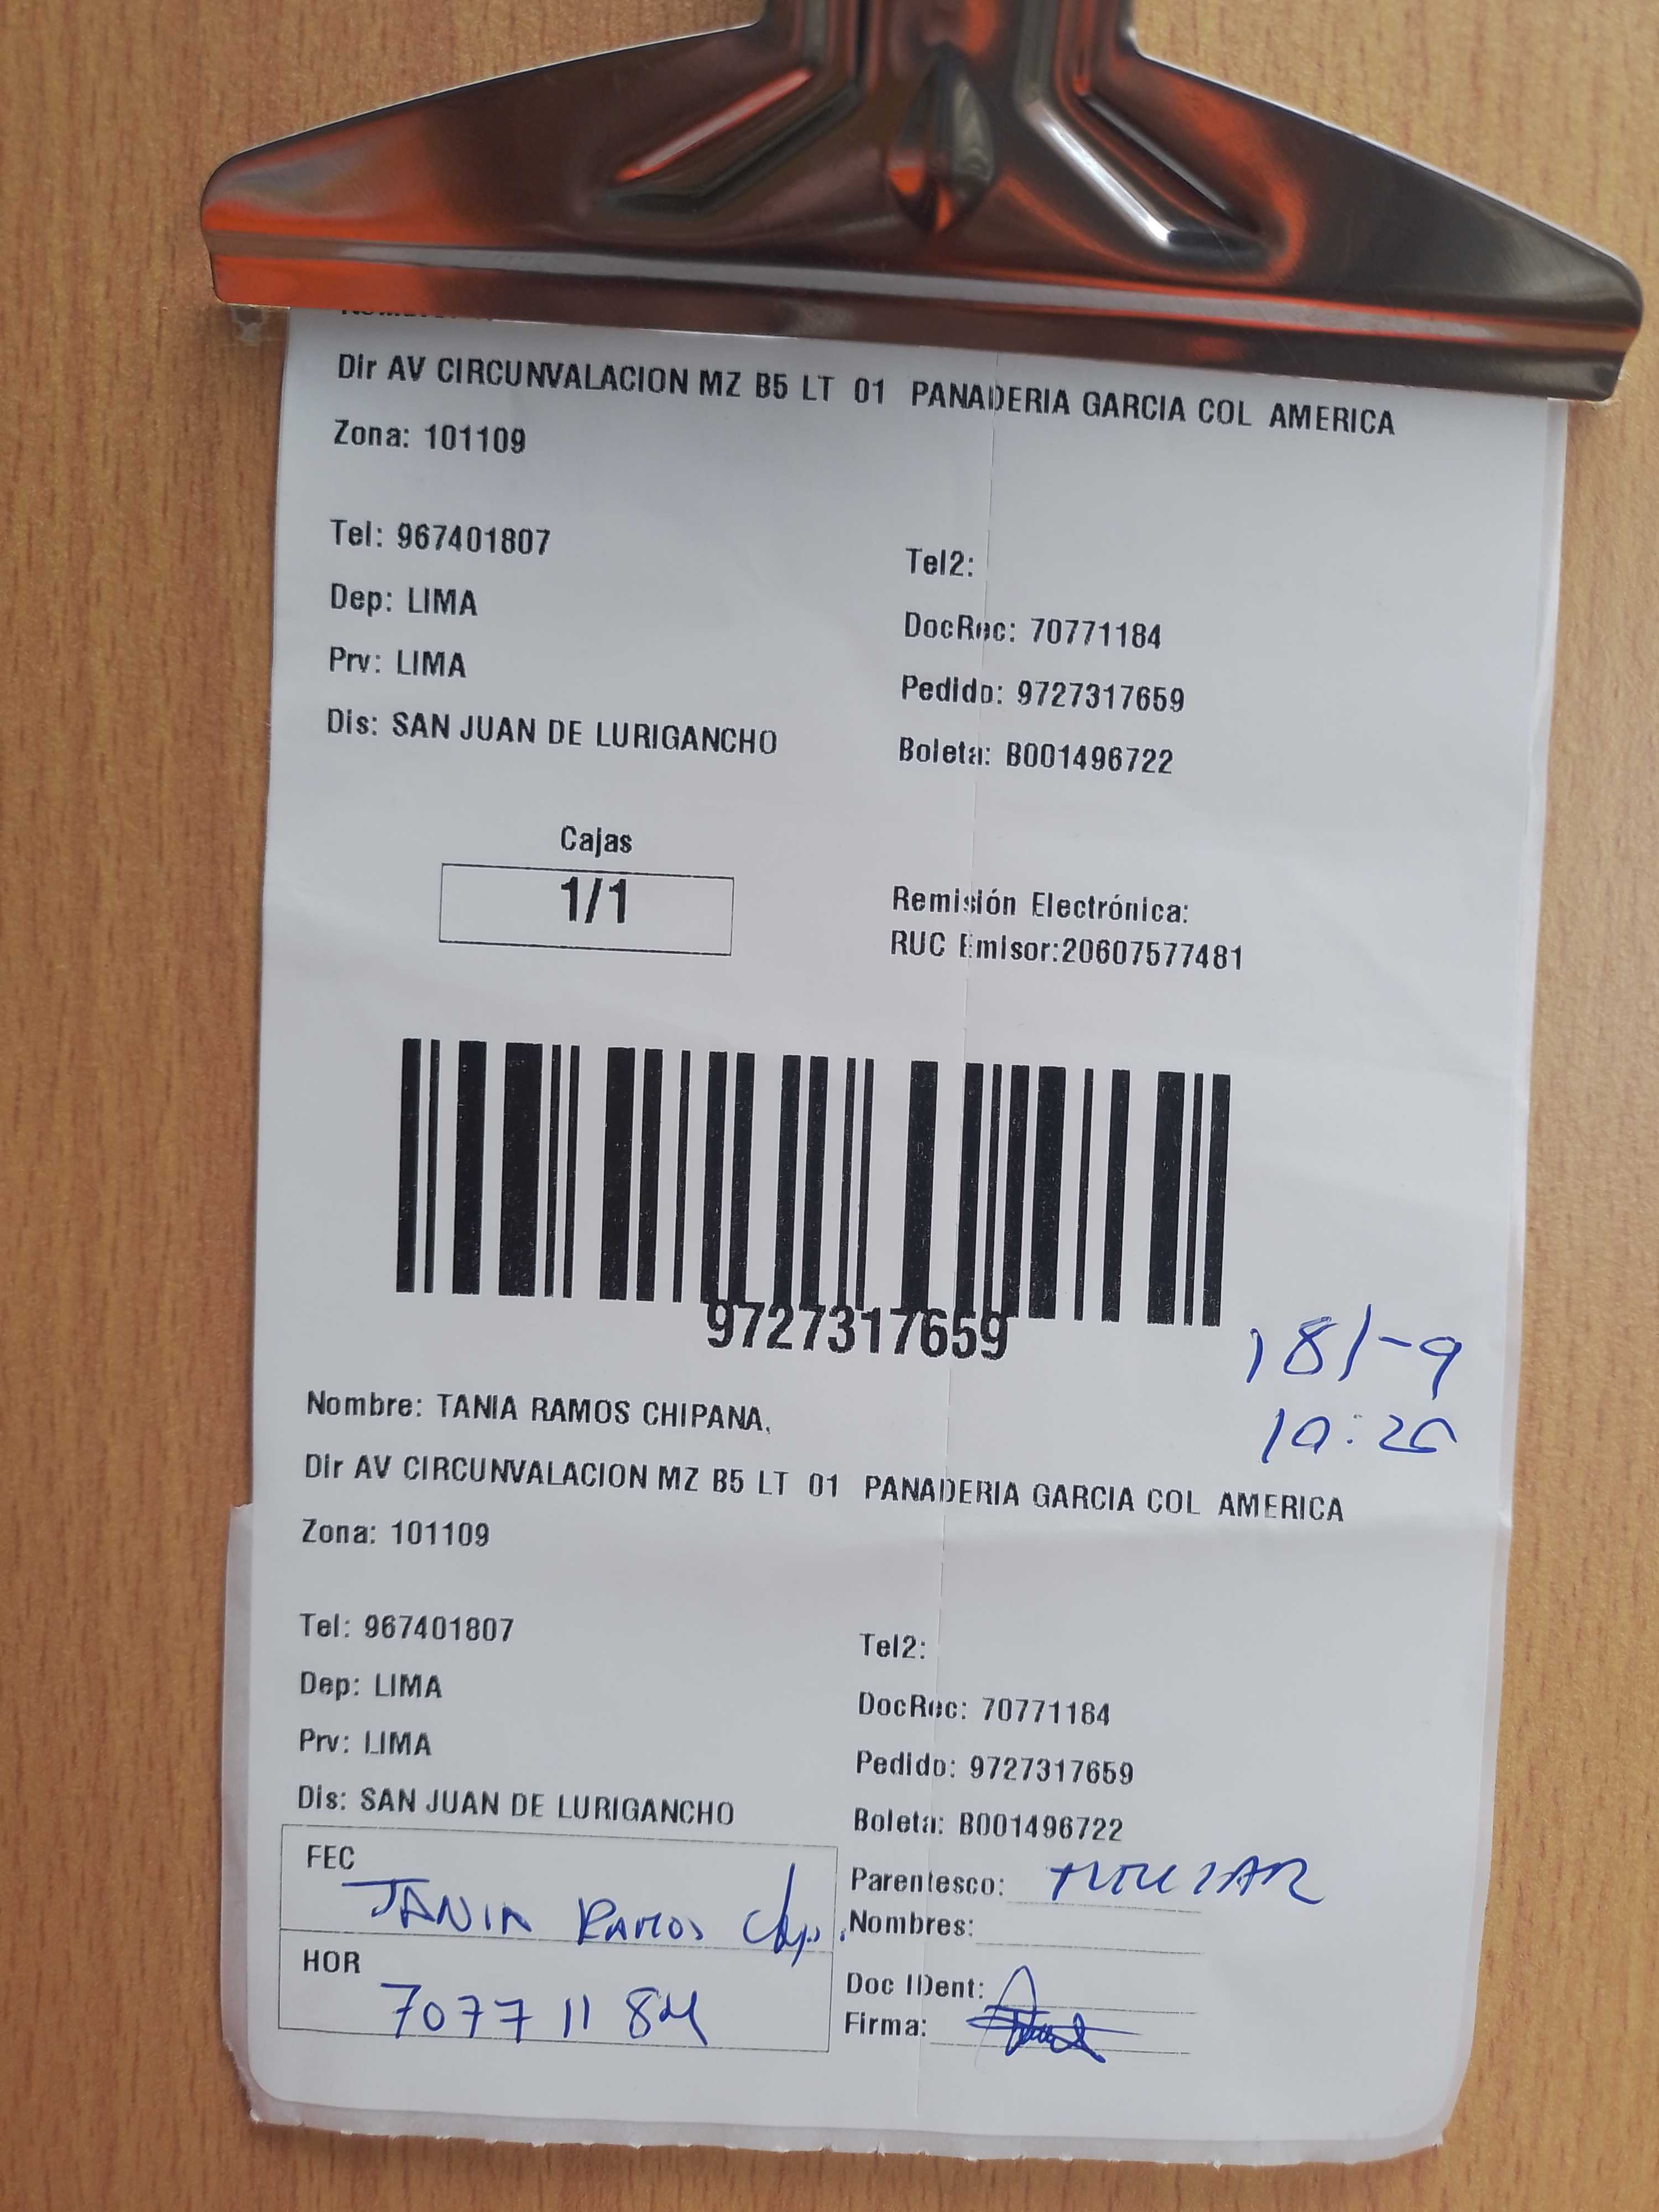 Dir AV CIRCUNVALACION MZ B5 LT 01 PANADERIA GARCIA COL AMERICA
Zona: 101109
Tel: 967401807
Tel2:
Dep: LIMA
DocRec: 70771184
Prv: LIMA
Pedido: 9727317659
Dis: SAN JUAN DE LURIGANCHO
Boleta: B001496722
Cajas
1/1
Remisión Electrónica:
RUC Emisor:20607577481
9727317659
18/-9
10:20
Nombre: TANIA RAMOS CHIPANA,
Dir AV CIRCUNVALACION MZ B5 LT 01 PANADERIA GARCIA COL AMERICA
Zona: 101109
Tel: 967401807
Tel2:
Dep: LIMA
DocRec: 70771184
Prv: LIMA
Pedido: 9727317659
Dis: SAN JUAN DE LURIGANCHO
Boleta: B001496722
FEC
TANIA RAMOS
Parentesco: TITULAR
Nombres:
HOR
70771184
Doc IDent:
Firma: